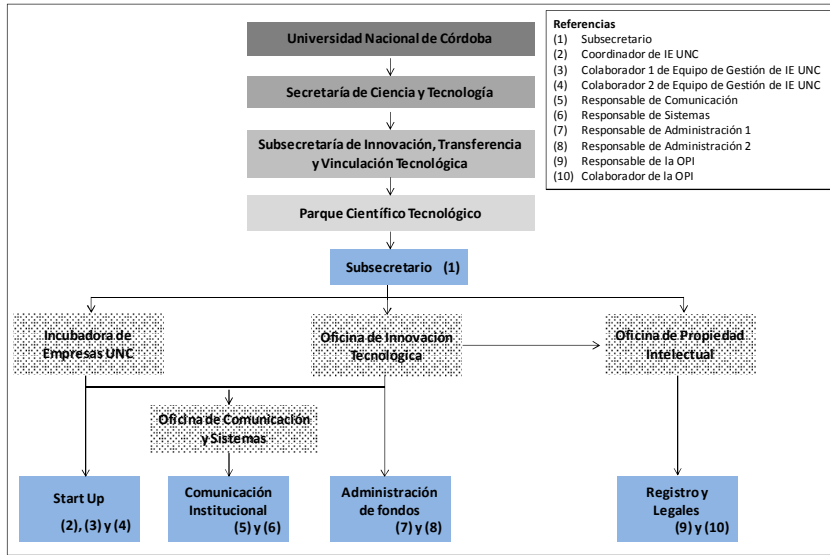 Universidad Nacional de Córdoba
Secretaría de Ciencia y Tecnología
Subsecretaría de Innovación, Transferencia
y Vinculación Tecnológica
Parque Científico Tecnológico
Subsecretario (1)
Referencias
(1) Subsecretario
(2) Coordinador de IE UNC
(3) Colaborador 1 de Equipo de Gestión de IE UNC
(4) Colaborador 2 de Equipo de Gestión de IE UNC
(5) Responsable de Comunicación
(6) Responsable de Sistemas
(7) Responsable de Administración 1
(8) Responsable de Administración 2
(9) Responsable de la OPI
(10) Colaborador de la OPI
Incubadora de
Empresas UNC
Oficina de Innovación
Tecnológica
Oficina de Propiedad
Intelectual
Oficina de Comunicación
y Sistemas
Start Up
(2), (3) y (4)
Comunicación
Institucional
(5) y (6)
Administración
de fondos
(7) y (8)
Registro y
Legales
(9) y (10)